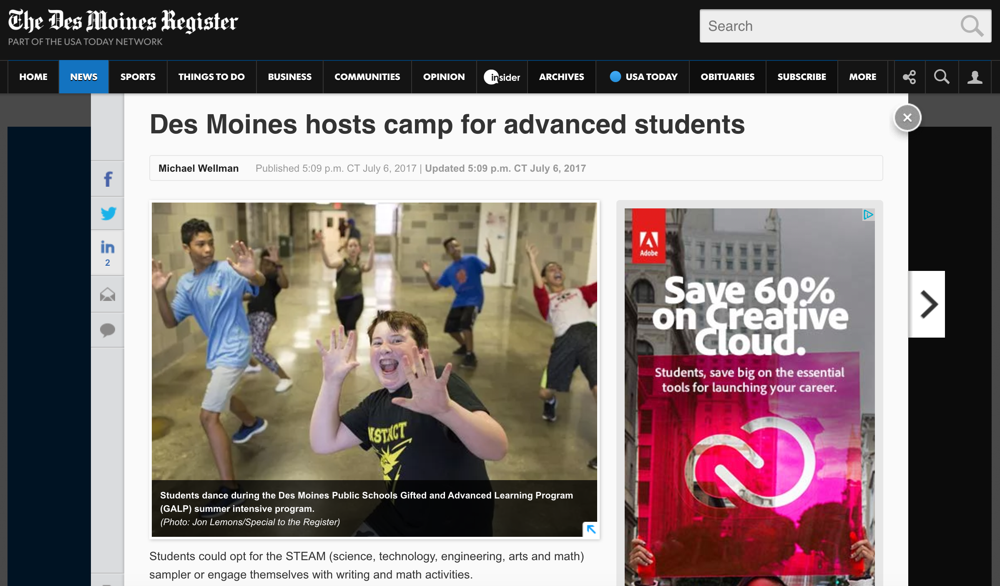 The Des Moines Register
PART OF THE USA TODAY NETWORK
Search
HOME
NEWS
SPORTS
THINGS TO DO
BUSINESS
COMMUNITIES
OPINION
insider
ARCHIVES
USA TODAY
OBITUARIES
SUBSCRIBE
MORE
Des Moines hosts camp for advanced students
Michael Wellman Published 5:09 p.m. CT July 6, 2017 | Updated 5:09 p.m. CT July 6, 2017
f
in
2
INSTINCT
Students dance during the Des Moines Public Schools Gifted and Advanced Learning Program
(GALP) summer intensive program.
(Photo: Jon Lemons/Special to the Register)
Students could opt for the STEAM (science, technology, engineering, arts and math)
sampler or engage themselves with writing and math activities.
Adobe
Save 60%
on Creative
Cloud.
Students, save big on the essential
tools for launching your career.